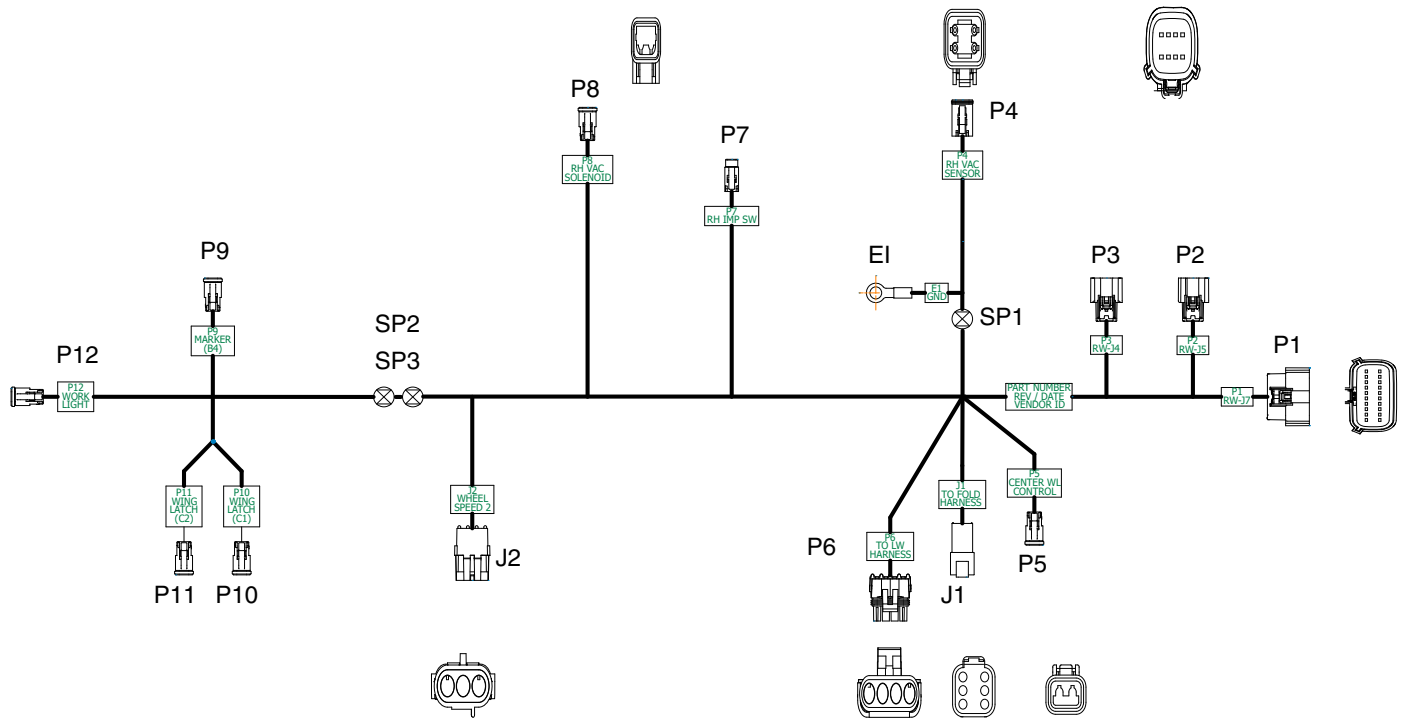 P8
P4
P7
P8
RH VAC
SOLENOID
P4
RH VAC
SENSOR
P7
RH IMP SW
P9
EI
P3
P2
E1
GND
SP1
P9
MARKER
(B4)
SP2
SP3
P3
RW-J4
P2
RW-J5
P1
P12
P12
WORK
LIGHT
PART NUMBER
REV / DATE
VENDOR ID
P1
RW-J7
P11
WING
LATCH
(C2)
P10
WING
LATCH
(C1)
J2
WHEEL
SPEED 2
J1
TO FOLD
HARNESS
P5
CENTER WL
CONTROL
P6
P6
TO LW
HARNESS
J2
P5
P11
P10
J1